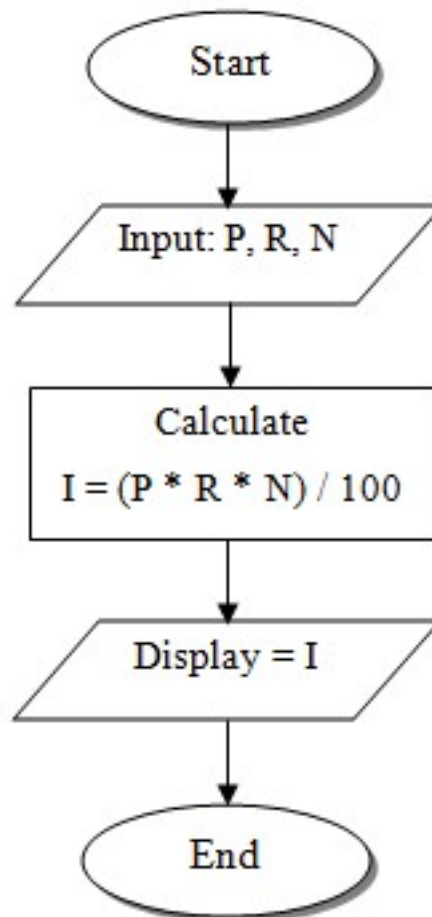 Start
Input: P, R, N
Calculate
I = (P * R * N) / 100
Display = I
End